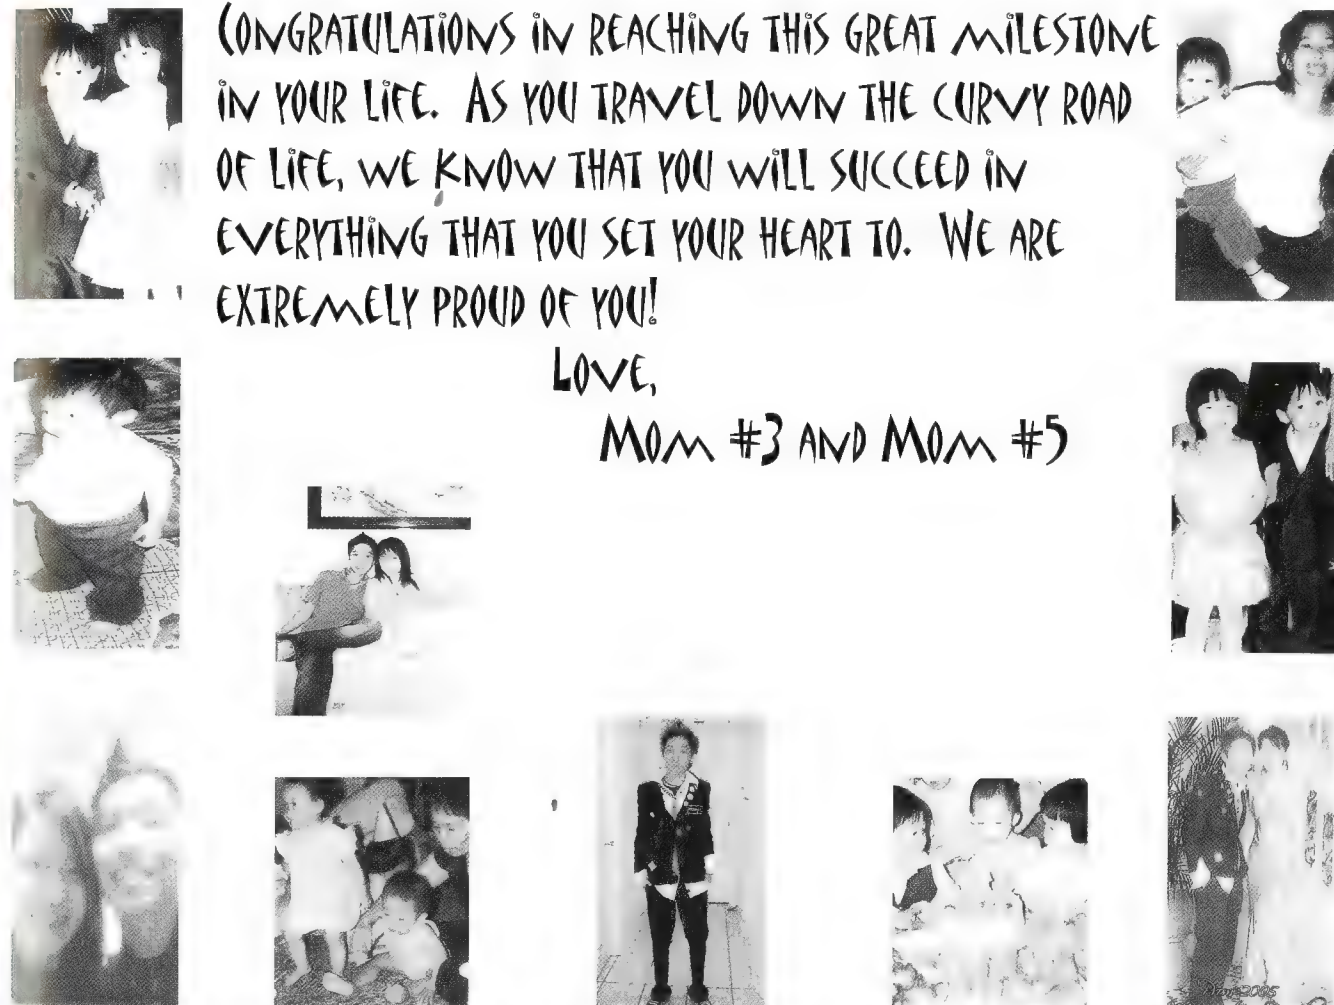 Congratulations in reaching this great milestone
in your life. As you travel down the curvy road
of life, we know that you will succeed in
everything that you set your heart to. We are
extremely proud of you!
Love,
Mom #3 and Mom #5